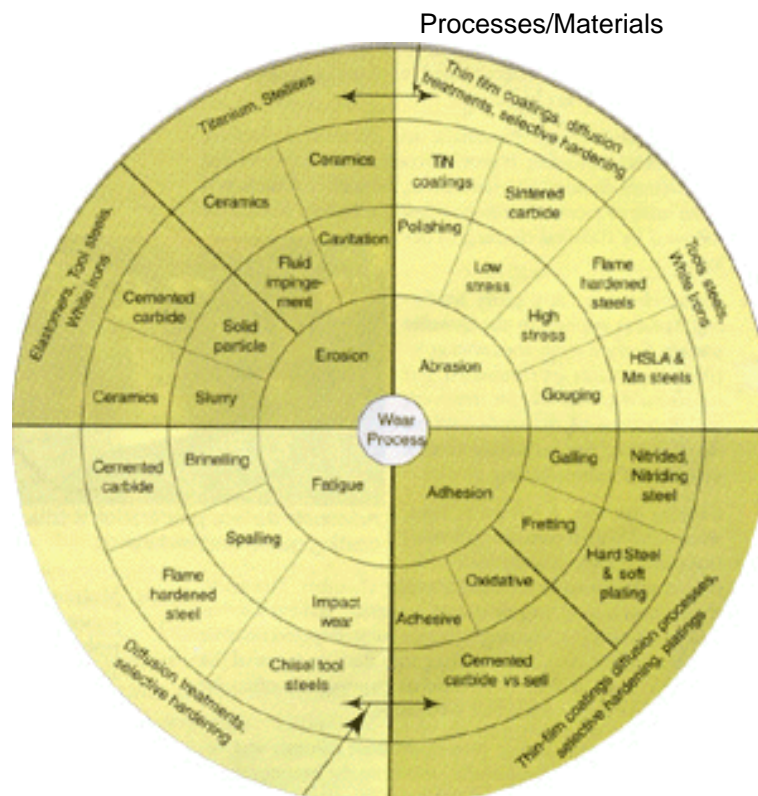 Processes/Materials
Thin film coatings, diffusion
treatments, selective hardening
Titanium, Stellises
TiN
coatings
Sintered
carbide
Ceramics
Ceramics
Polishing
Cavitation
Low
stress
Flame
hardened
steels
Tools steels,
White Irons
Fluid
impinge-
ment
Elastomers, Tool steels,
White Irons
Cemented
carbide
Solid
particle
High
stress
Erosion
Abrasion
HSLA &
Mn steels
Ceramics
Slurry
Gouging
Wear
Process
Cemented
carbide
Brinelling
Fatigue
Adhesion
Galling
Nitrided,
Nitriding
steel
Spalling
Fretting
Flame
hardened
steel
Hard Steel
& soft
plating
Impact
wear
Adhesive
Oxidative
Chisal tool
steels
Cemented
carbide vs self
Diffusion treatments,
selective hardening
Thin-film coatings diffusion processes,
selective hardening, platings